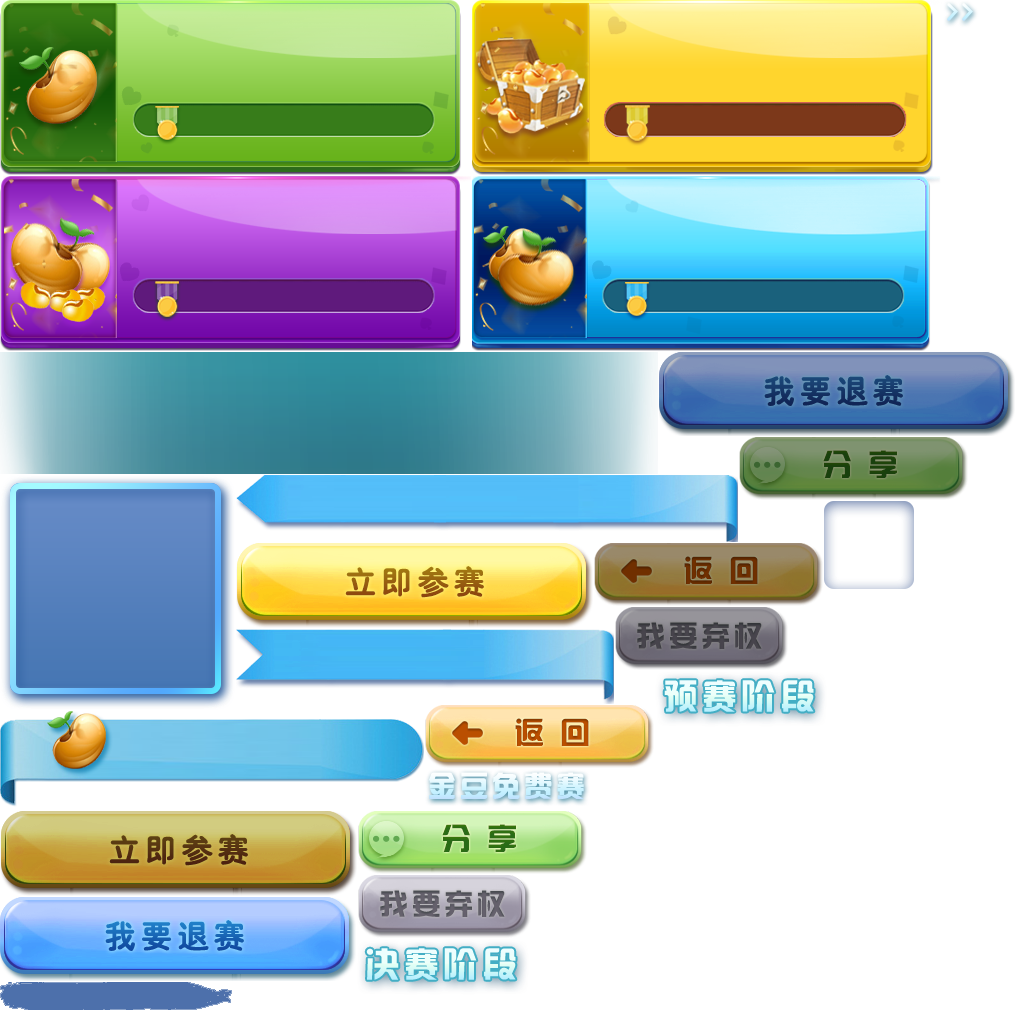 我要退赛
分享
立即参赛
返回
我要弃权
预赛阶段
返回
金豆免费赛
立即参赛
分享
我要弃权
我要退赛
决赛阶段